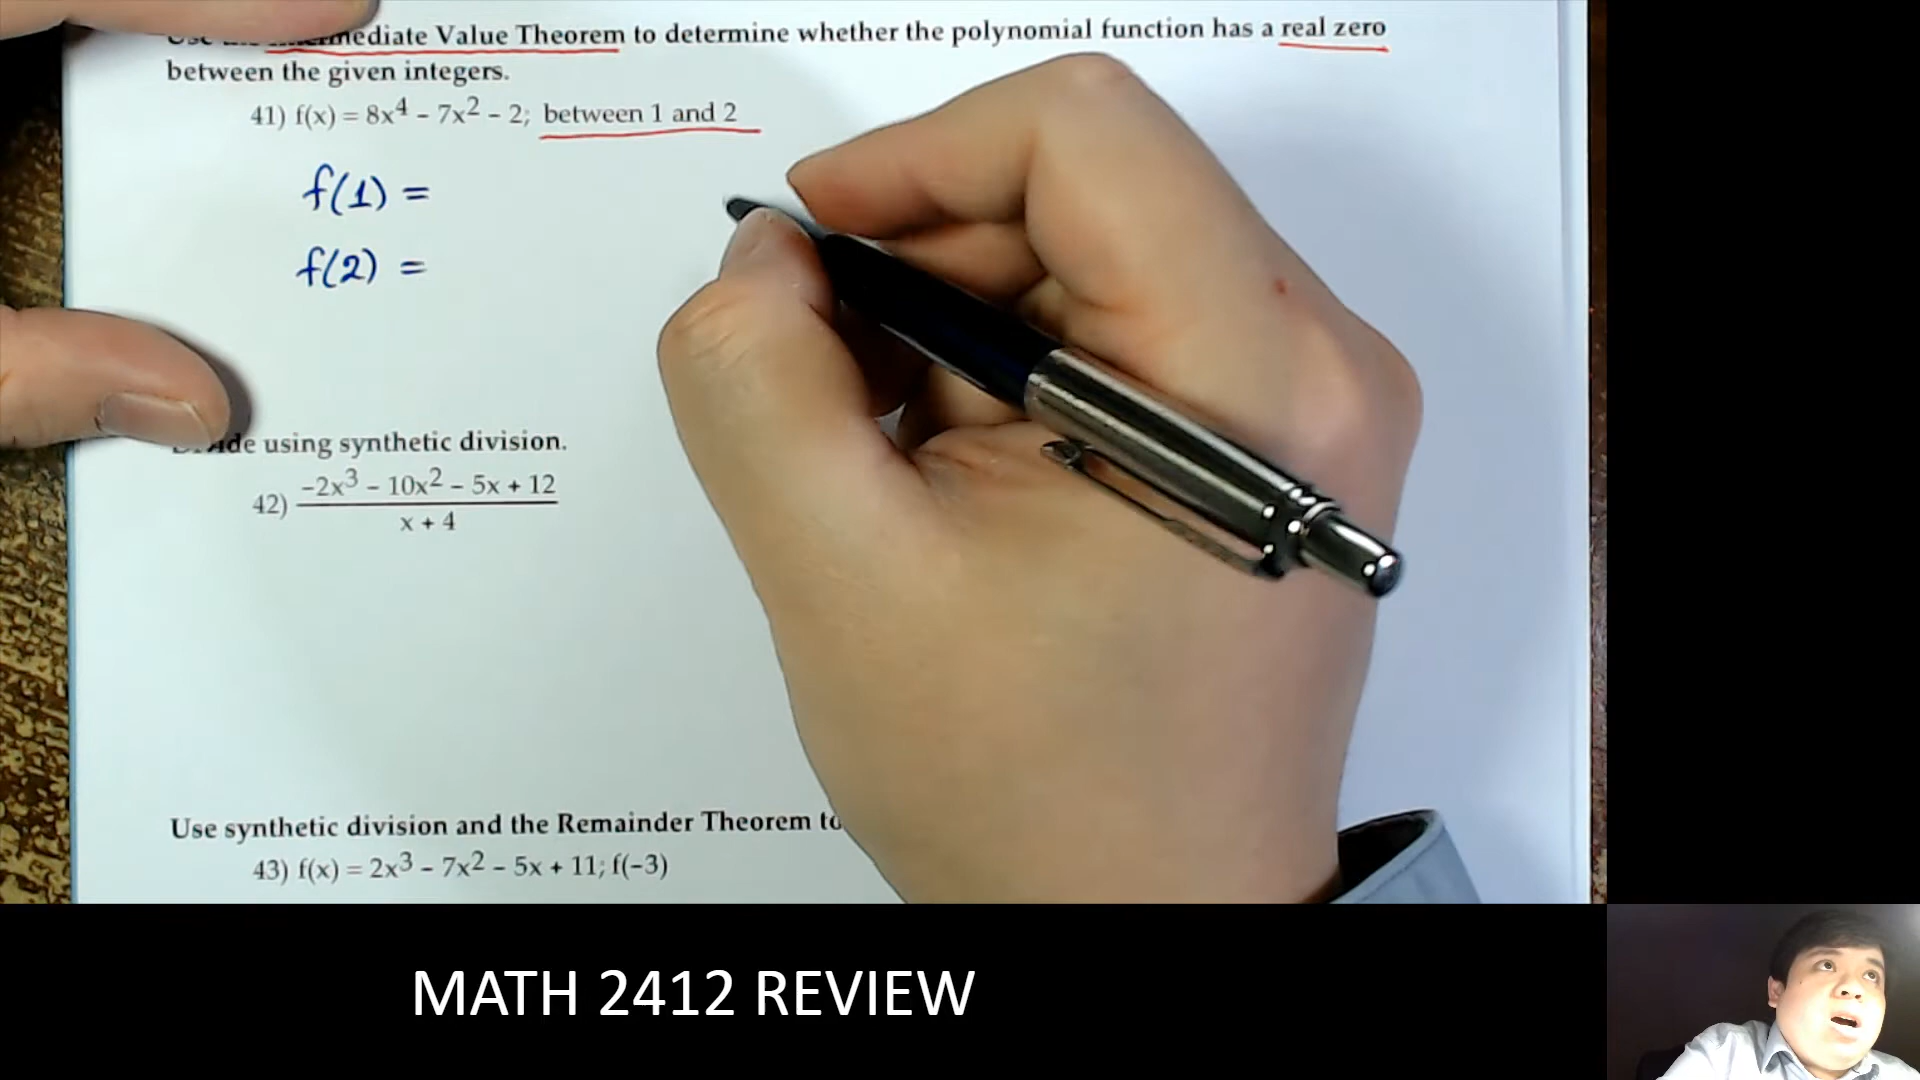 Intermediate Value Theorem to determine whether the polynomial function has a real zero
between the given integers.
41) f(x) = 8x⁴ – 7x² – 2; between 1 and 2
f(1) =
f(2) =
using synthetic division.
42) –2x³ – 10x² – 5x + 12
x + 4
Use synthetic division and the Remainder Theorem to
43) f(x) = 2x³ – 7x² – 5x + 11; f(–3)
MATH 2412 REVIEW